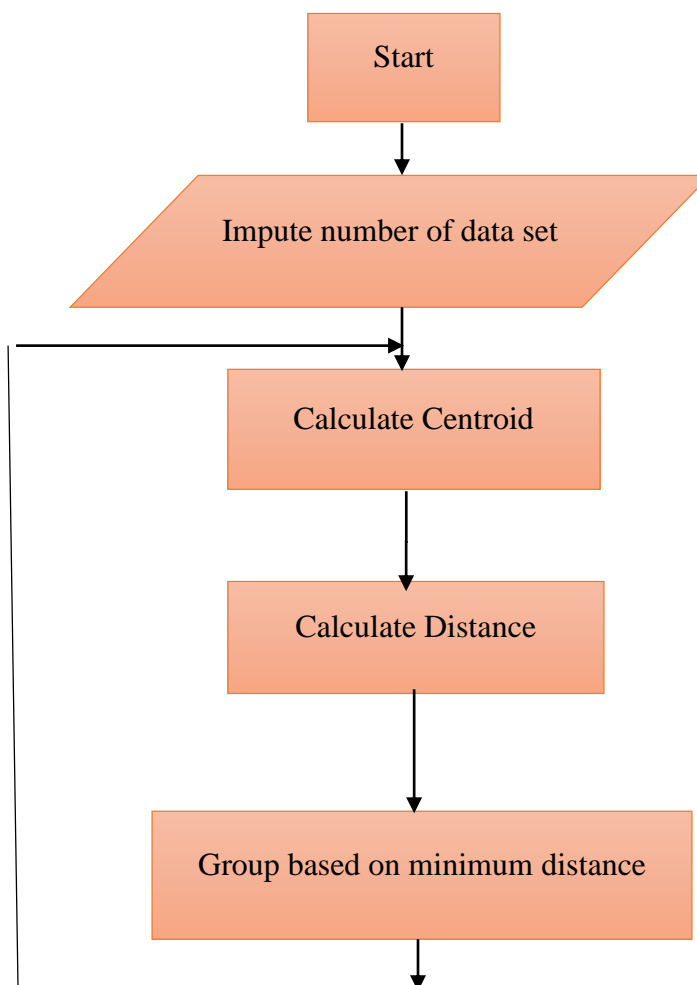 Start
Impute number of data set
Calculate Centroid
Calculate Distance
Group based on minimum distance